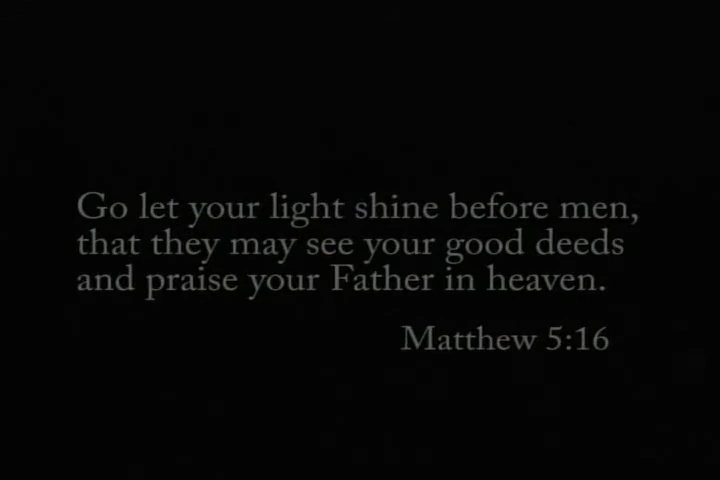 Go let your light shine before men,
that they may see your good deeds
and praise your Father in heaven.
Matthew 5:16